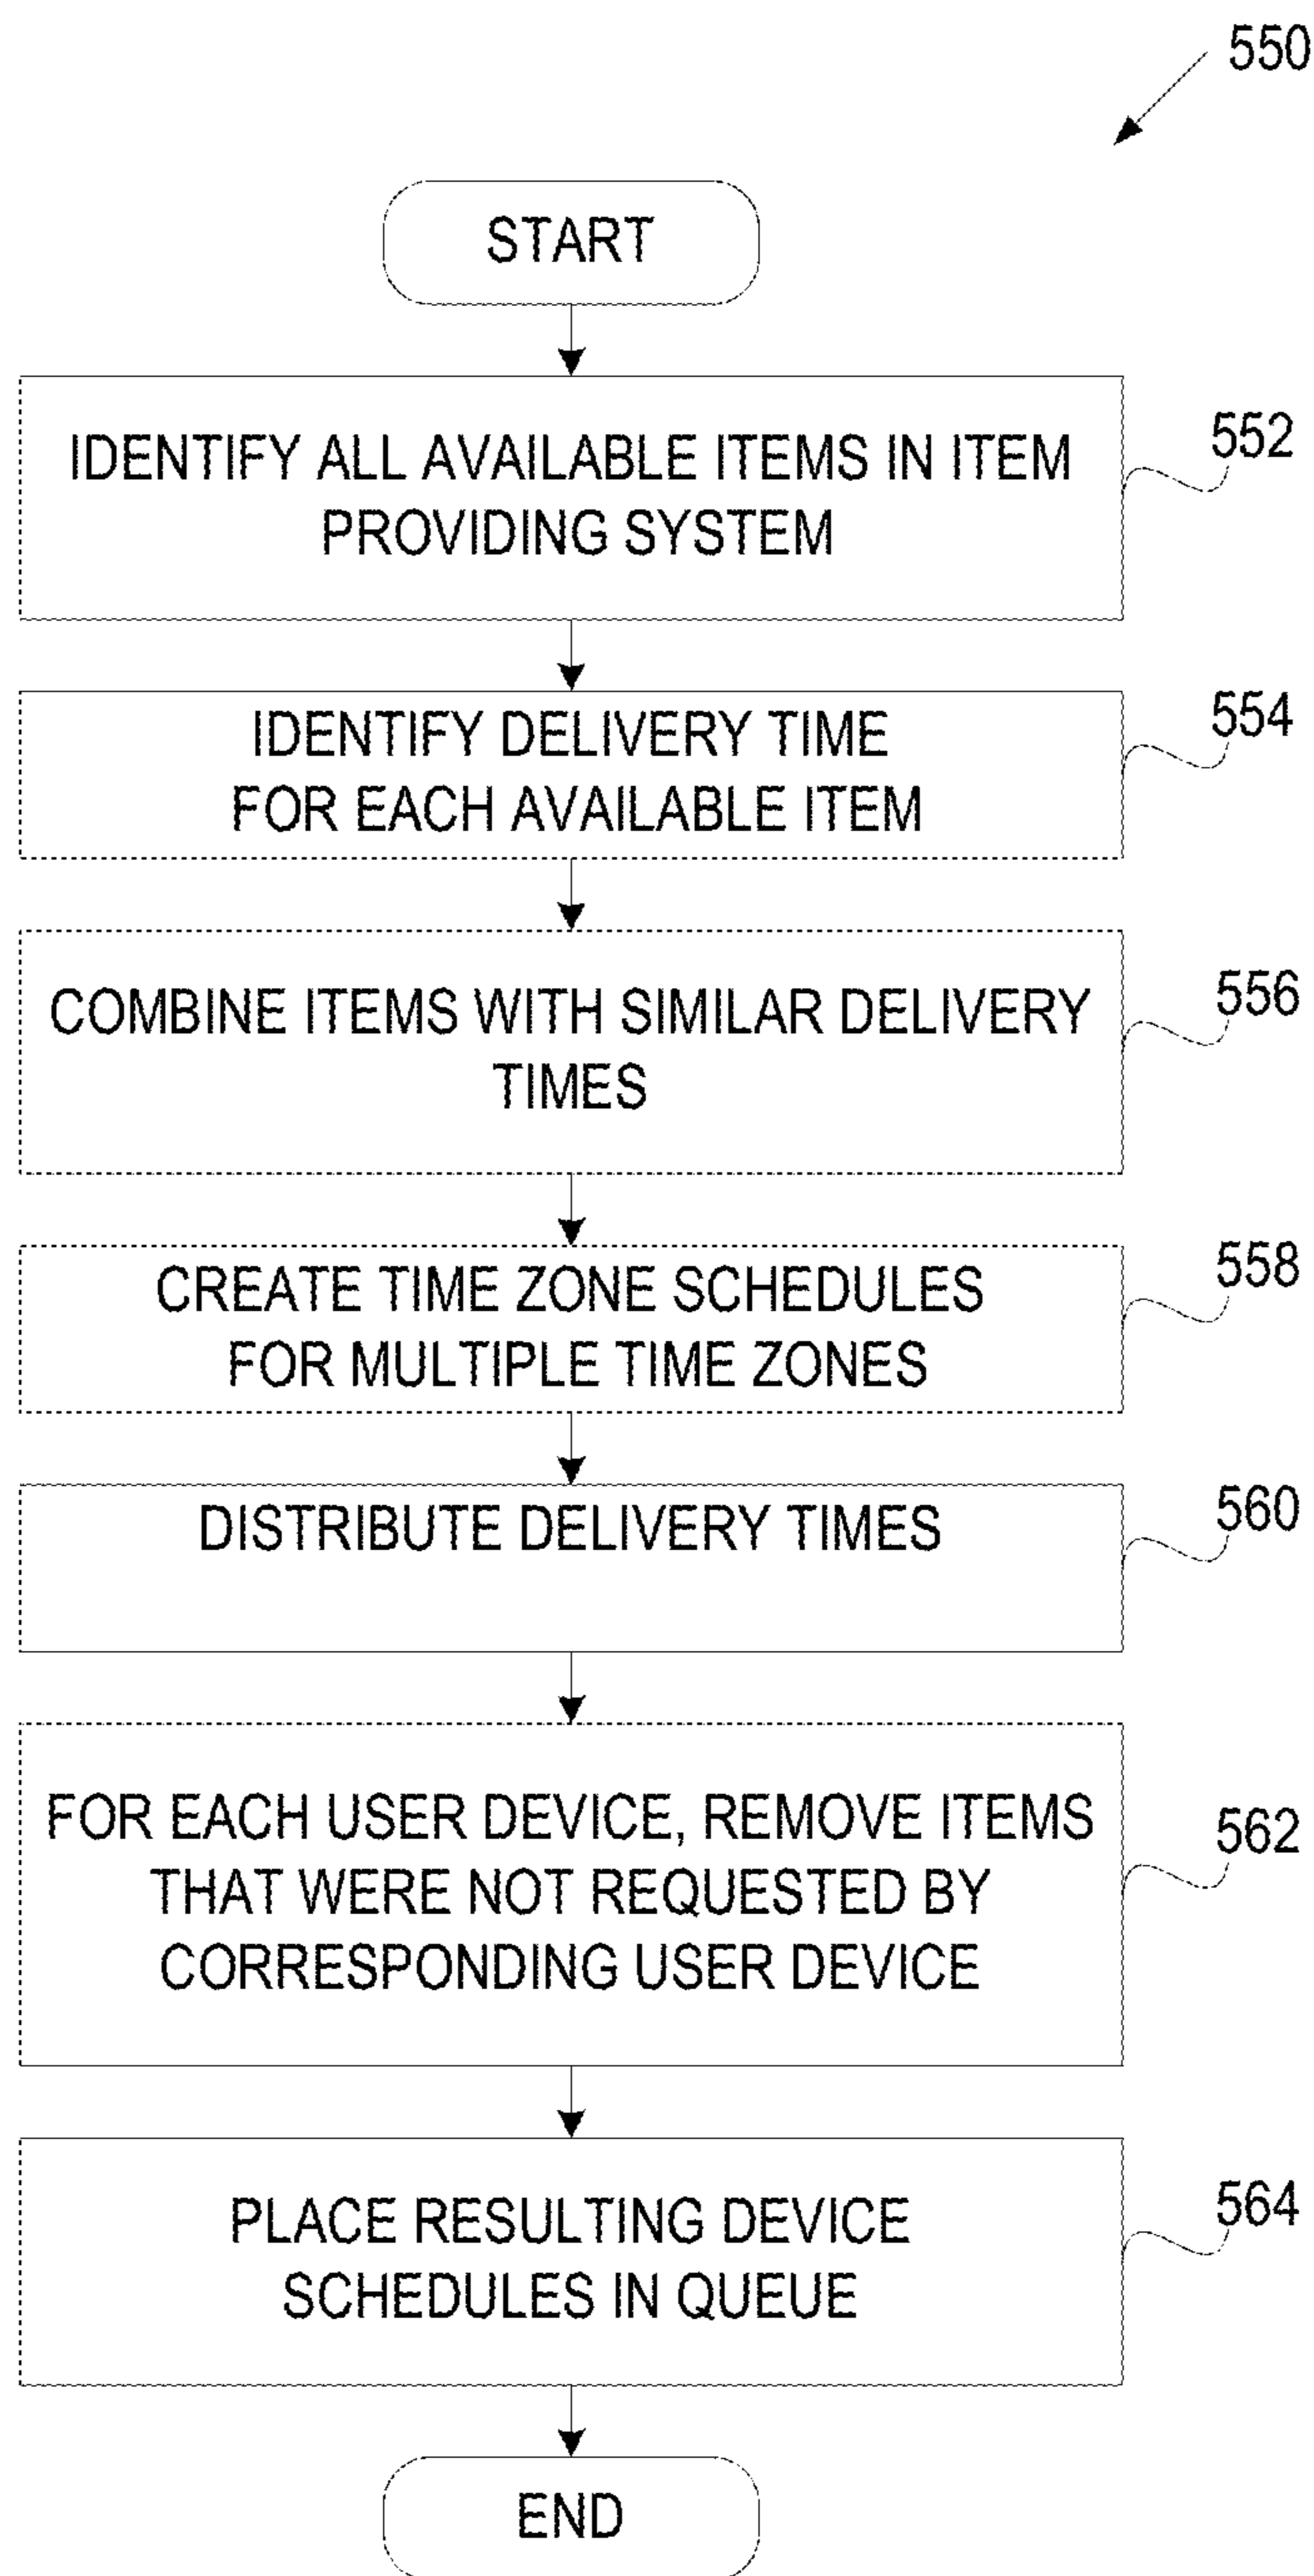 550
START
IDENTIFY ALL AVAILABLE ITEMS IN ITEM
PROVIDING SYSTEM
552
IDENTIFY DELIVERY TIME
FOR EACH AVAILABLE ITEM
554
COMBINE ITEMS WITH SIMILAR DELIVERY
TIMES
556
CREATE TIME ZONE SCHEDULES
FOR MULTIPLE TIME ZONES
558
DISTRIBUTE DELIVERY TIMES
560
FOR EACH USER DEVICE, REMOVE ITEMS
THAT WERE NOT REQUESTED BY
CORRESPONDING USER DEVICE
562
PLACE RESULTING DEVICE
SCHEDULES IN QUEUE
564
END